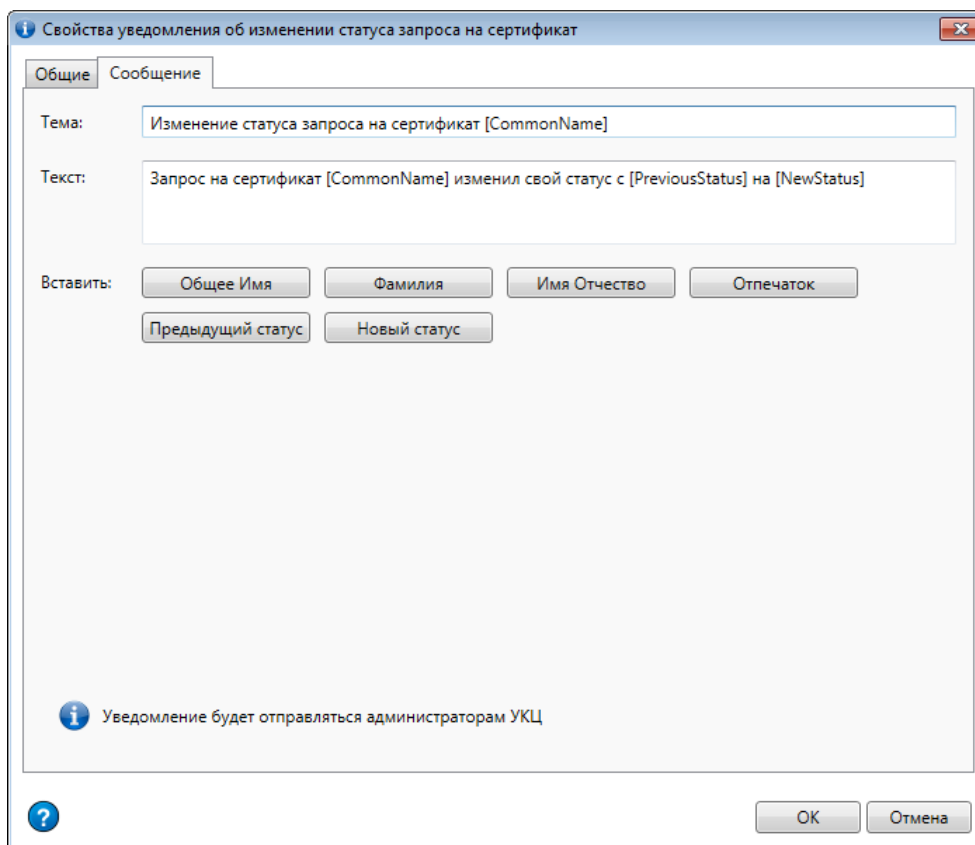 Свойства уведомления об изменении статуса запроса на сертификат
Общие Сообщение
Тема: Изменение статуса запроса на сертификат [CommonName]
Текст: Запрос на сертификат [CommonName] изменил свой статус с [PreviousStatus] на [NewStatus]
Вставить: Общее Имя Фамилия Имя Отчество Отпечаток
Предыдущий статус Новый статус
Уведомление будет отправляться администраторам УКЦ
? OK Отмена